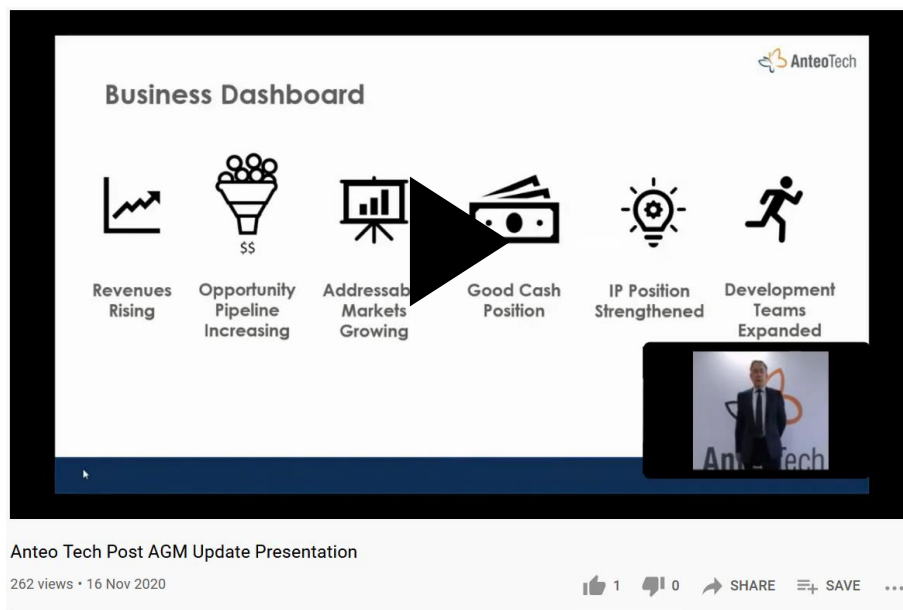 AnteoTech
Business Dashboard
$$
Revenues
Rising
Opportunity
Pipeline
Increasing
Markets
Growing
Good Cash
Position
IP Position
Strengthened
Development
Teams
Expanded
Anteo Tech Post AGM Update Presentation
262 views • 16 Nov 2020
1
0
SHARE
SAVE